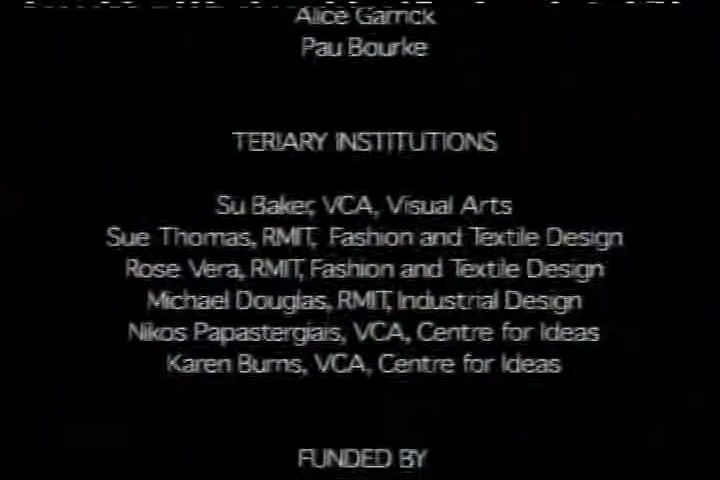 Alice Garrick
Pau Bourke
TERIARY INSTITUTIONS
Su Baker, VCA, Visual Arts
Sue Thomas, RMIT, Fashion and Textile Design
Rose Vera, RMIT, Fashion and Textile Design
Michael Douglas, RMIT, Industrial Design
Nikos Papastergiais, VCA, Centre for Ideas
Karen Burns, VCA, Centre for Ideas
FUNDED BY